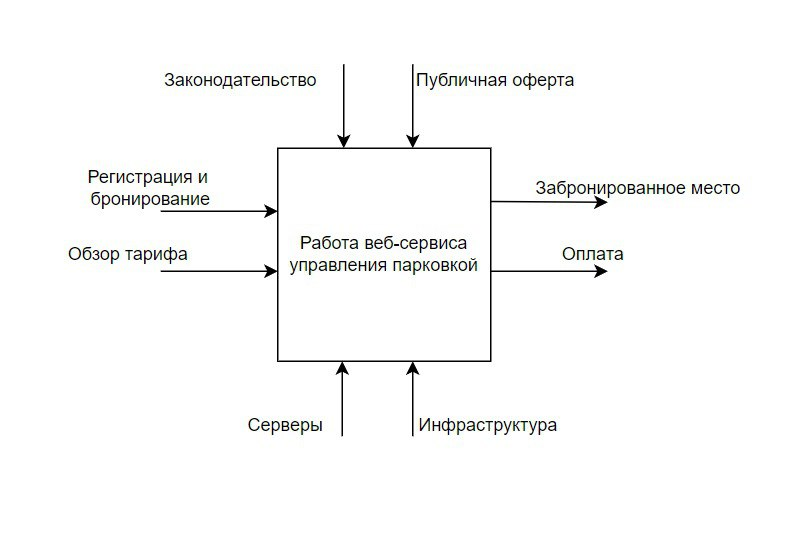 Законодательство
Публичная оферта
Регистрация и
бронирование
Забронированное место
Обзор тарифа
Работа веб-сервиса
управления парковкой
Оплата
Серверы
Инфраструктура